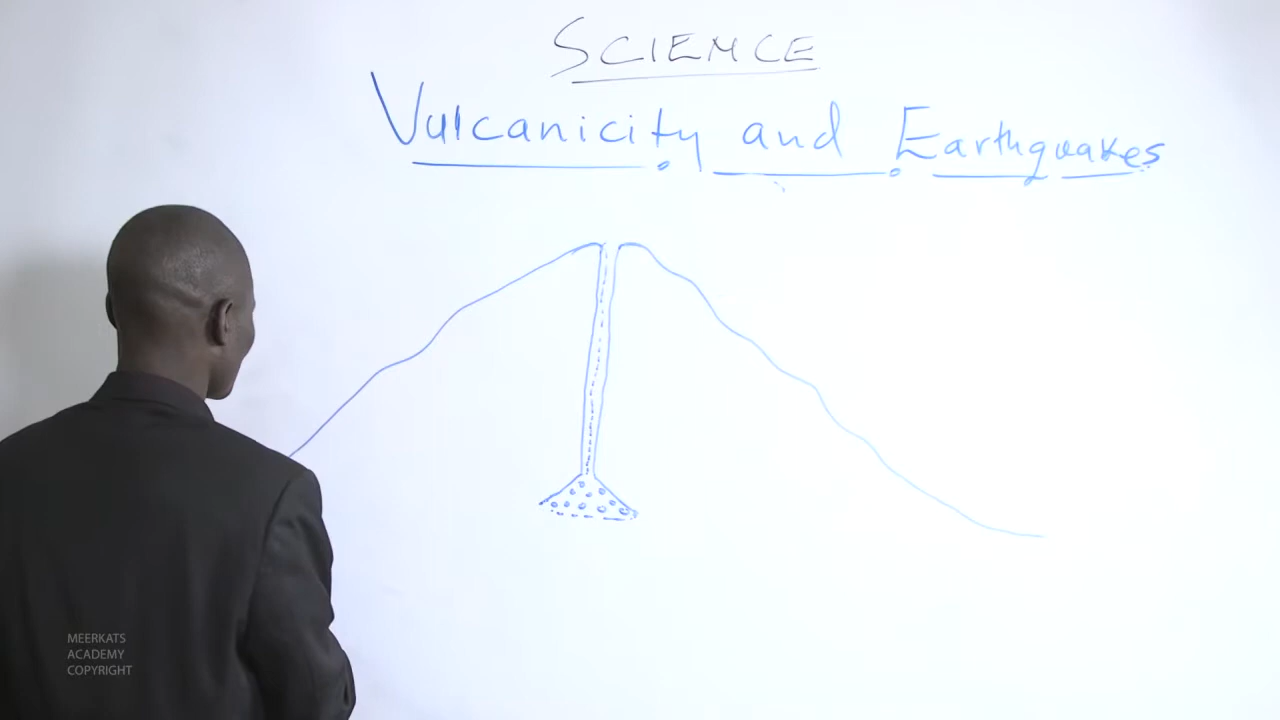 SCIENCE
Vulcanicity and Earthquakes
MEERKATS
ACADEMY
COPYRIGHT